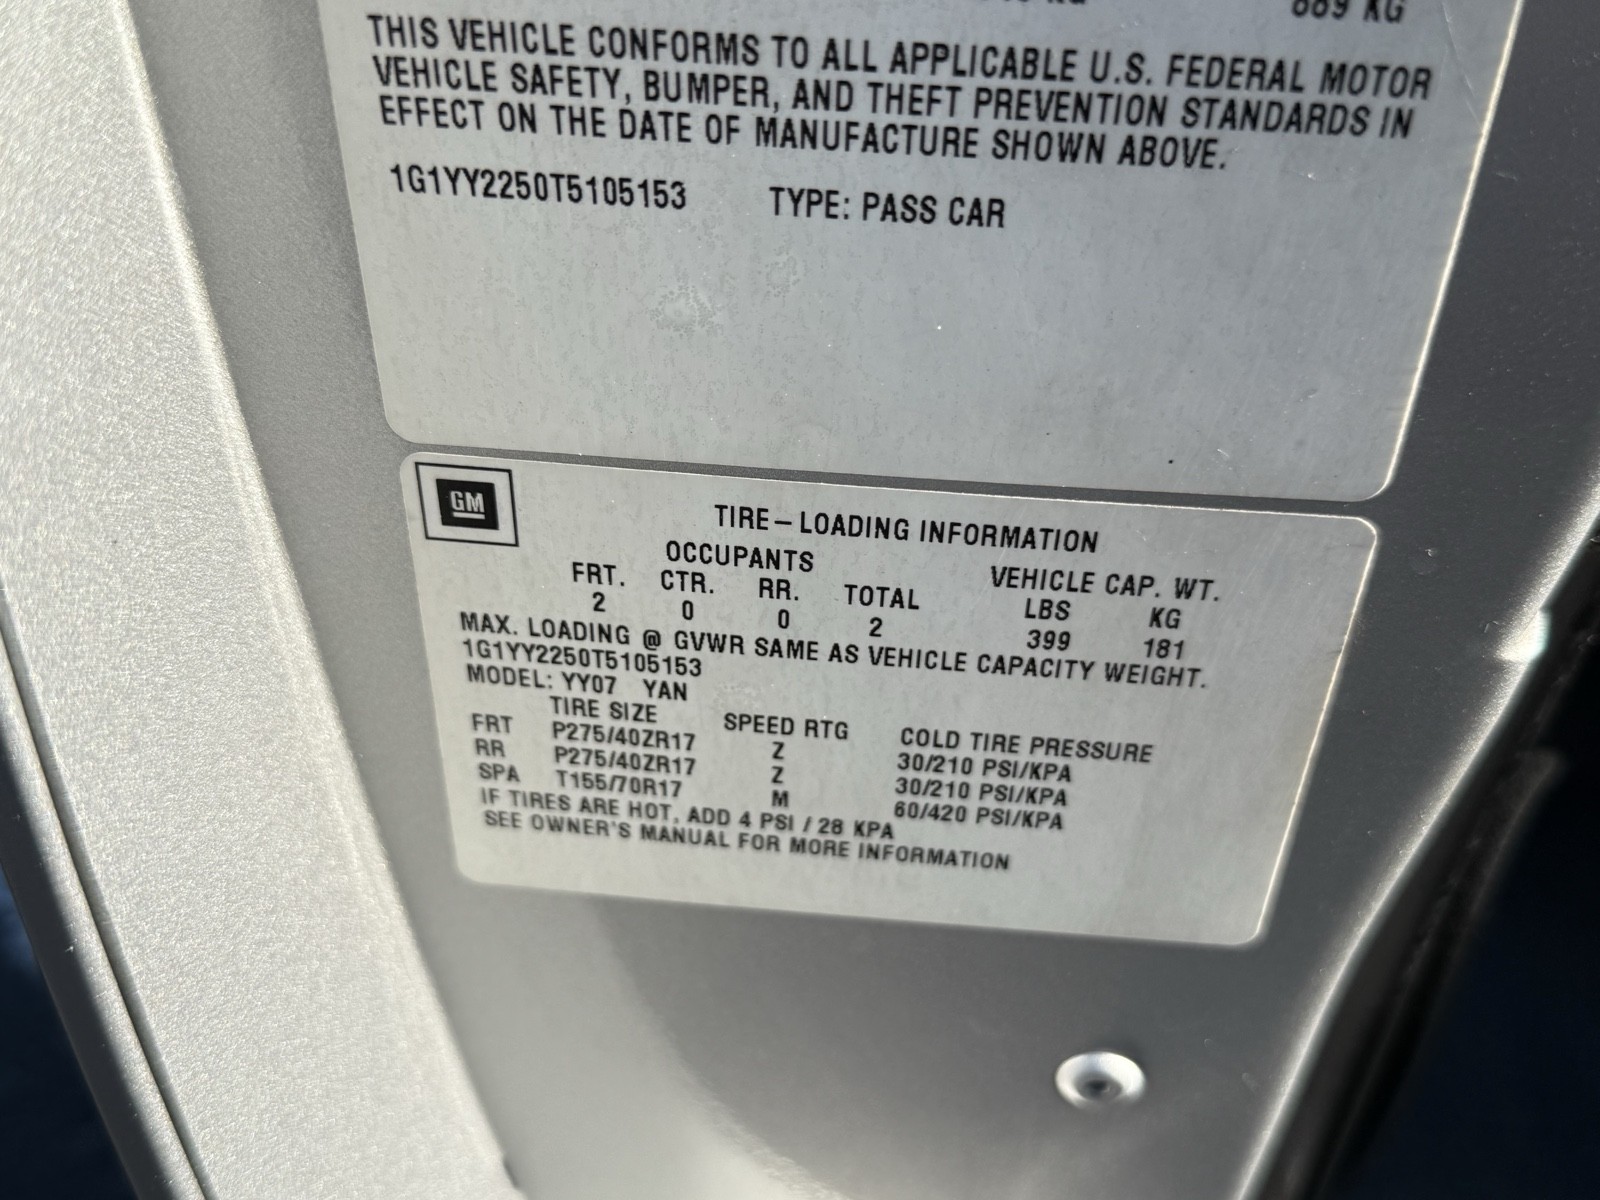 889 KG
THIS VEHICLE CONFORMS TO ALL APPLICABLE U.S. FEDERAL MOTOR
VEHICLE SAFETY, BUMPER, AND THEFT PREVENTION STANDARDS IN
EFFECT ON THE DATE OF MANUFACTURE SHOWN ABOVE.
1G1YY2250T5105153 TYPE: PASS CAR
GM
TIRE–LOADING INFORMATION
OCCUPANTS VEHICLE CAP. WT.
FRT. CTR. RR. TOTAL LBS KG
2 0 0 2 399 181
MAX. LOADING @ GVWR SAME AS VEHICLE CAPACITY WEIGHT.
1G1YY2250T5105153
MODEL: YY07 YAN
TIRE SIZE SPEED RTG COLD TIRE PRESSURE
FRT P275/40ZR17 Z 30/210 PSI/KPA
RR P275/40ZR17 Z 30/210 PSI/KPA
SPA T155/70R17 M 60/420 PSI/KPA
IF TIRES ARE HOT, ADD 4 PSI / 28 KPA
SEE OWNER'S MANUAL FOR MORE INFORMATION